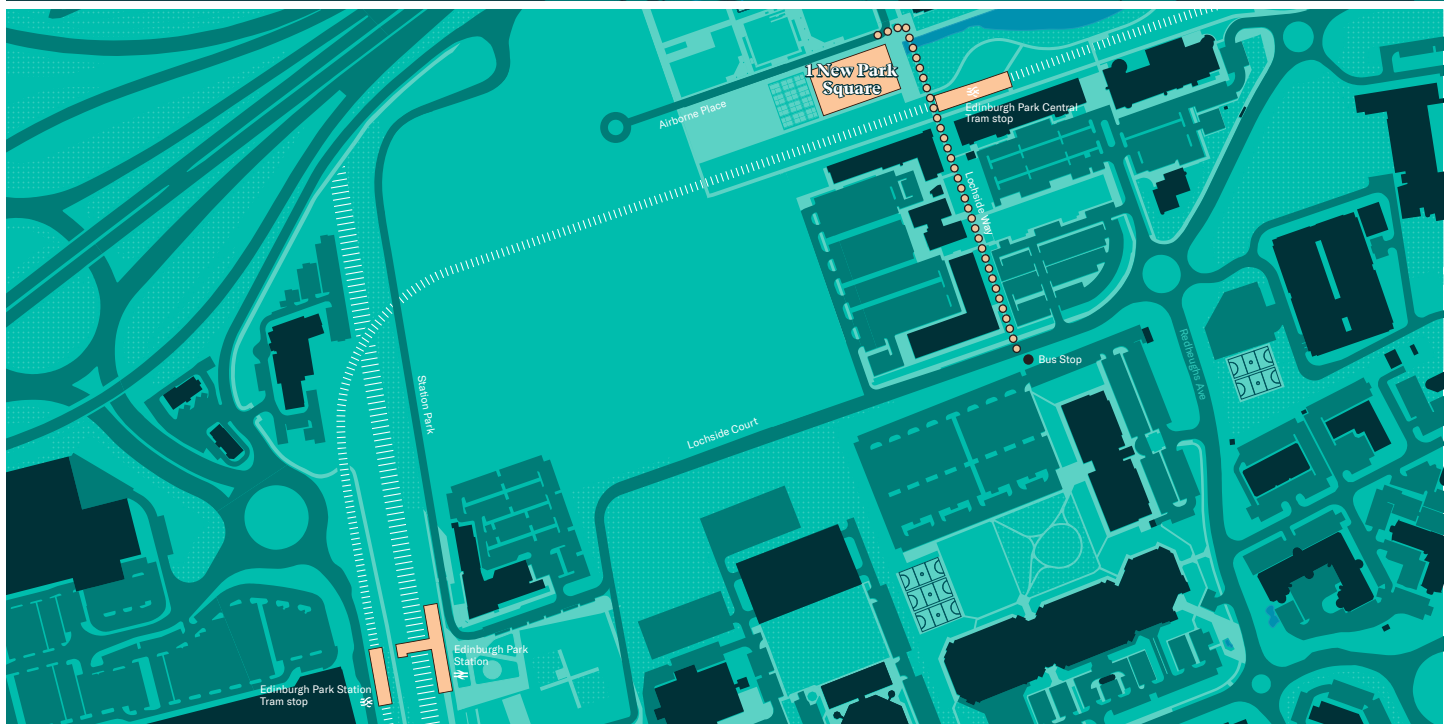 1 New Park
Square
Airborne Place
Edinburgh Park Central
Tram stop
Lochside Way
Bus Stop
Redheughs Ave
Station Park
Lochside Court
Edinburgh Park
Station
Edinburgh Park Station
Tram stop